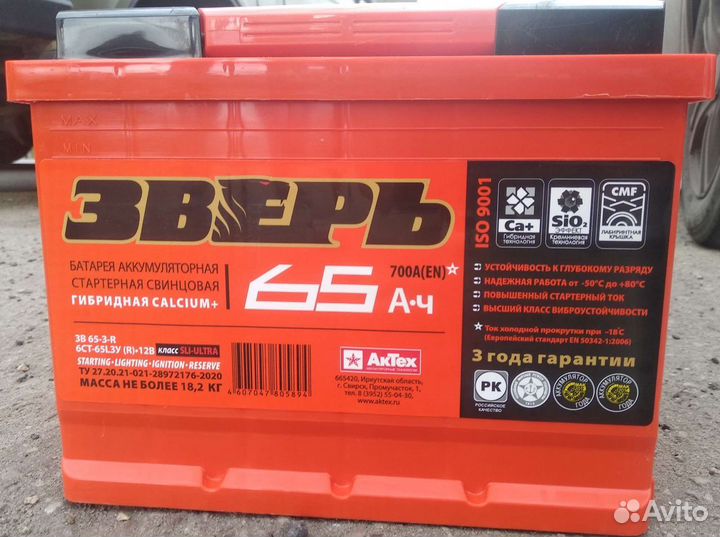 MAX
MIN
ЗВЕРЬ
БАТАРЕЯ АККУМУЛЯТОРНАЯ
СТАРТЕРНАЯ СВИНЦОВАЯ
ГИБРИДНАЯ CALCIUM+
65 А·Ч
700A(EN)
ЗВ 65-3-R
6СТ-65LЗУ (R)•12В класс SLI-ULTRA
STARTING•LIGHTING•IGNITION•RESERVE
ТУ 27.20.21-021-28972176-2020
МАССА НЕ БОЛЕЕ 18,2 КГ
4 607047 805894
АкТех
665420, Иркутская область,
г. Свирск, Промучасток, 1,
тел. 8 (3952) 55-04-30,
www.aktex.ru
ISO 9001
Ca+
Гибридная
технология
SiO2
ЭФФЕКТ
Кремниевая
технология
CMF
ЛАБИРИНТНАЯ
КРЫШКА
УСТОЙЧИВОСТЬ К ГЛУБОКОМУ РАЗРЯДУ
НАДЕЖНАЯ РАБОТА от -50°C до +80°C
ПОВЫШЕННЫЙ СТАРТЕРНЫЙ ТОК
ВЫСШИЙ КЛАСС ВИБРОУСТОЙЧИВОСТИ
Ток холодной прокрутки при -18°C
(Европейский стандарт EN 50342-1:2006)
3 года гарантии
РК
РОССИЙСКОЕ
КАЧЕСТВО
АККУМУЛЯТОР
ГОДА
АККУМУЛЯТОР
ГОДА
Avito